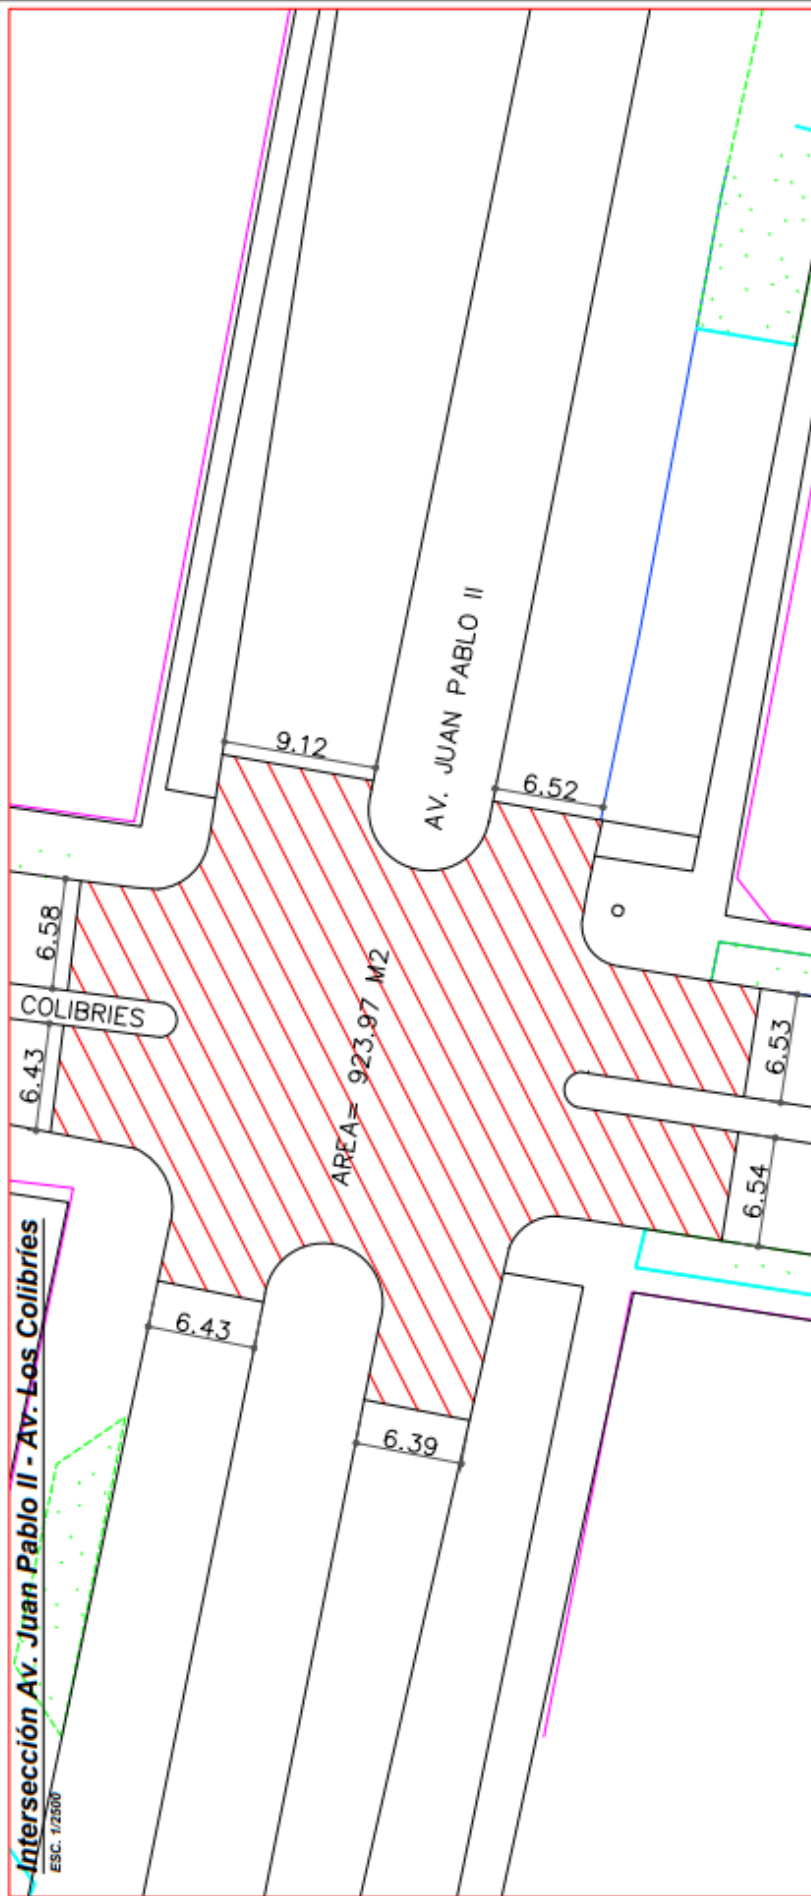 AV. JUAN PABLO II
9.12
6.52
6.58
COLIBRIES
6.43
AREA= 923.97 M2
6.53
6.54
6.43
6.39
Intersección Av. Juan Pablo II - Av. Los Colibríes
ESC. 1/2500